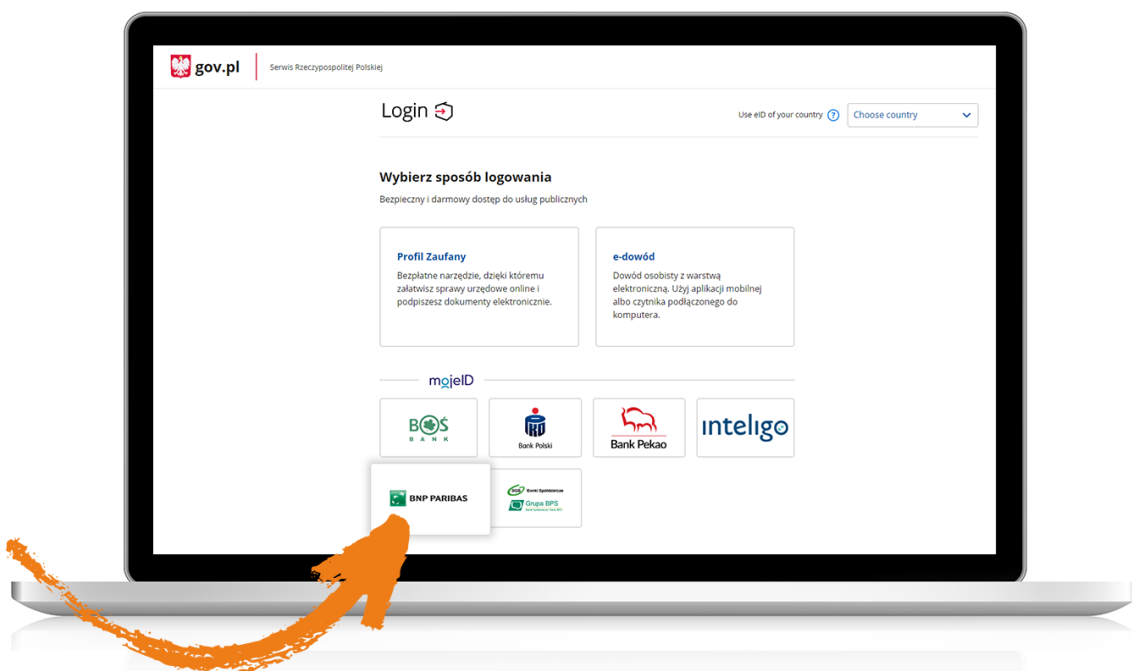 gov.pl
Serwis Rzeczypospolitej Polskiej
Login
Use eID of your country ?
Choose country
Wybierz sposób logowania
Bezpieczny i darmowy dostęp do usług publicznych
Profil Zaufany
Bezpłatne narzędzie, dzięki któremu
załatwisz sprawy urzędowe online i
podpiszesz dokumenty elektronicznie.
e-dowód
Dowód osobisty z warstwą
elektroniczną. Użyj aplikacji mobilnej
albo czytnika podłączonego do
komputera.
mojeID
BOŚ
BANK
Bank Polski
Bank Pekao
inteligo
BNP PARIBAS
SGB Banki Spółdzielcze
Grupa BPS